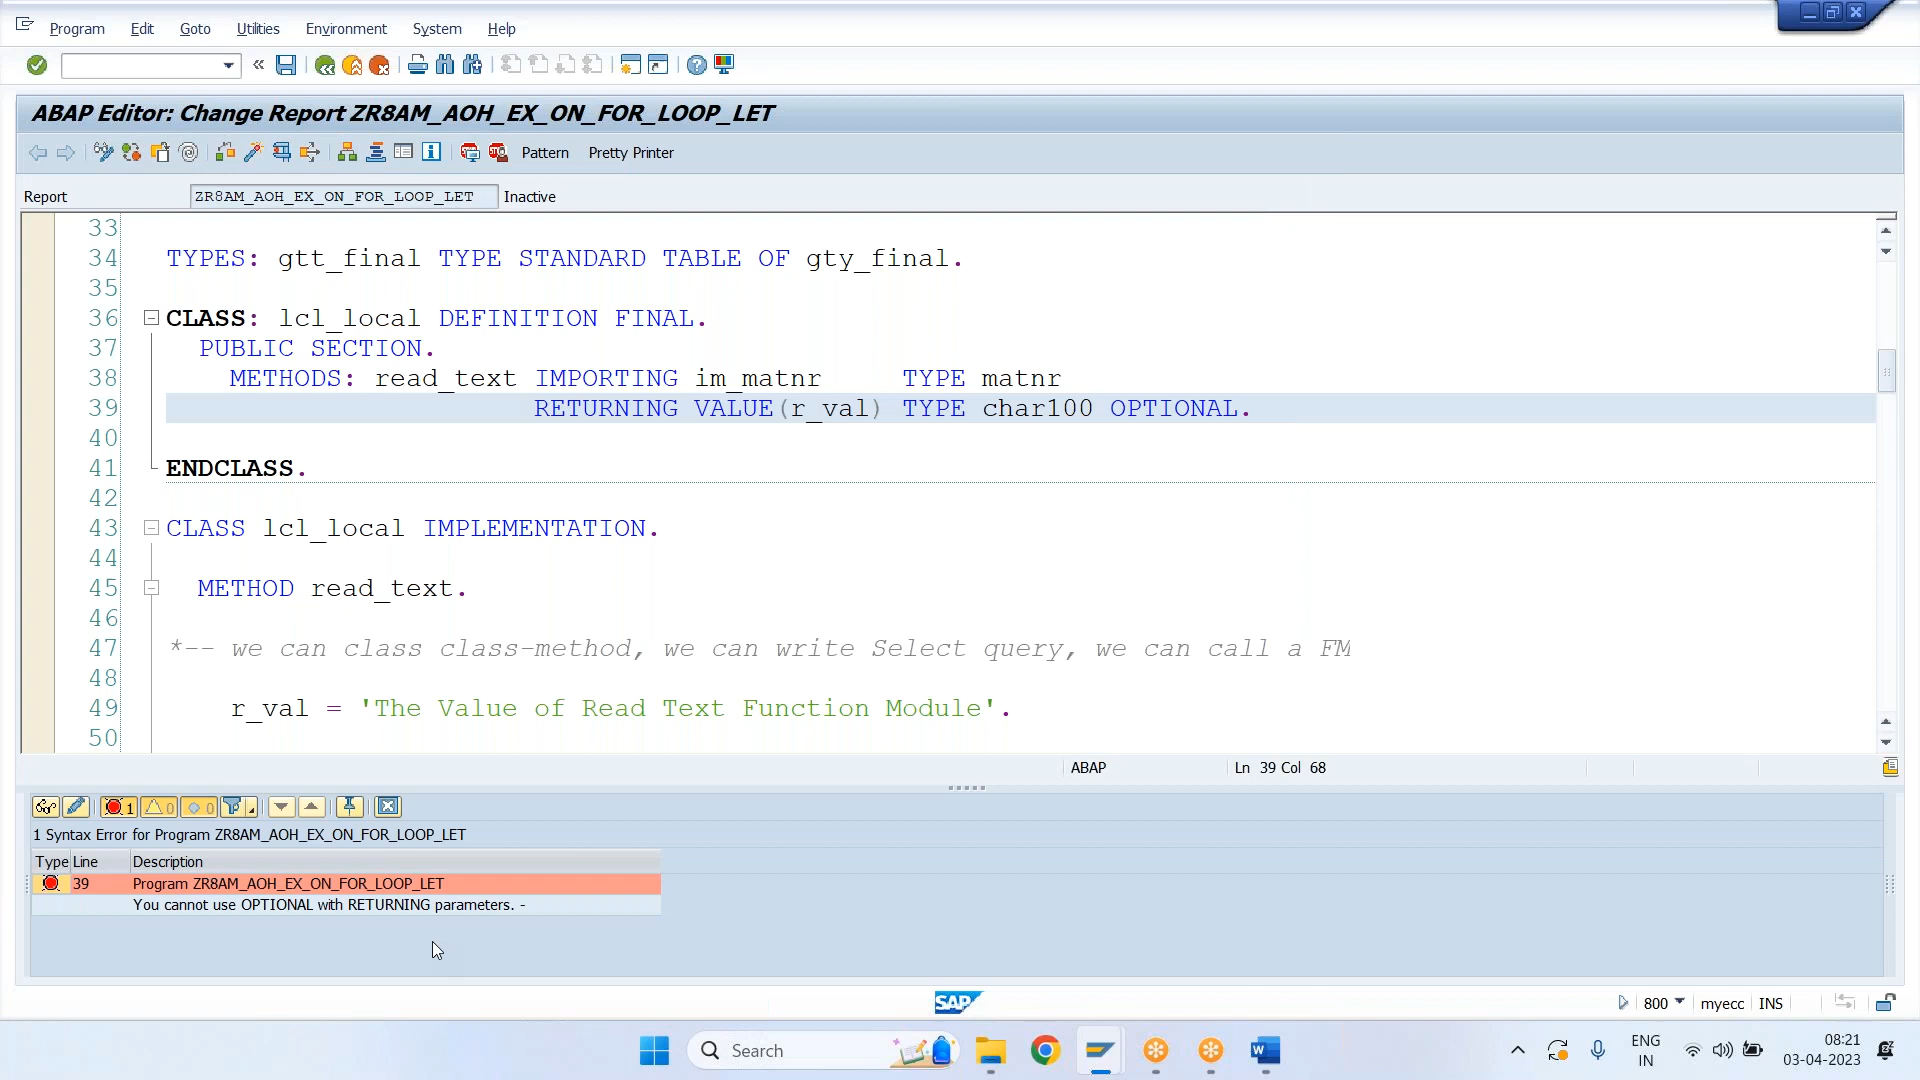 Program Edit Goto Utilities Environment System Help
ABAP Editor: Change Report ZR8AM_AOH_EX_ON_FOR_LOOP_LET
Pattern Pretty Printer
Report ZR8AM_AOH_EX_ON_FOR_LOOP_LET Inactive
33
34 TYPES: gtt_final TYPE STANDARD TABLE OF gty_final.
35
36 CLASS: lcl_local DEFINITION FINAL.
37 PUBLIC SECTION.
38 METHODS: read_text IMPORTING im_matnr TYPE matnr
39 RETURNING VALUE(r_val) TYPE char100 OPTIONAL.
40
41 ENDCLASS.
42
43 CLASS lcl_local IMPLEMENTATION.
44
45 METHOD read_text.
46
47 *-- we can class class-method, we can write Select query, we can call a FM
48
49 r_val = 'The Value of Read Text Function Module'.
50
ABAP Ln 39 Col 68
1 0 0
1 Syntax Error for Program ZR8AM_AOH_EX_ON_FOR_LOOP_LET
Type Line Description
39 Program ZR8AM_AOH_EX_ON_FOR_LOOP_LET
You cannot use OPTIONAL with RETURNING parameters. -
SAP
800 myecc INS
Search
ENG
IN
08:21
03-04-2023